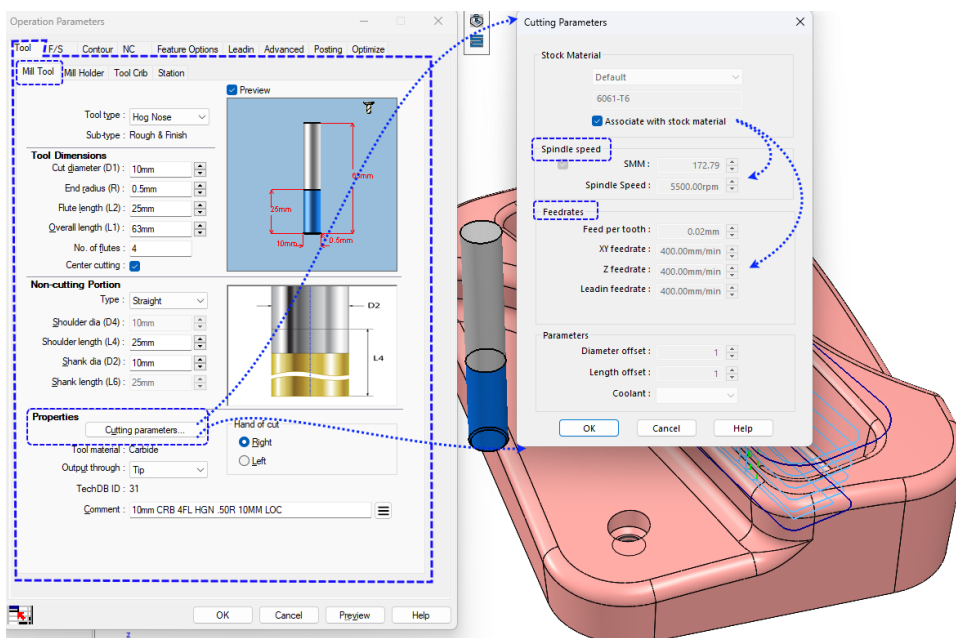 Operation Parameters
Tool F/S Contour NC Feature Options Leadin Advanced Posting Optimize
Mill Tool Mill Holder Tool Crib Station
Preview
Tool type : Hog Nose
Sub-type : Rough & Finish
Tool Dimensions
Cut diameter (D1) : 10mm
End radius (R) : 0.5mm
Flute length (L2) : 25mm
Overall length (L1) : 63mm
No. of flutes : 4
Center cutting :
63mm
25mm
10mm 0.5mm
Non-cutting Portion
Type : Straight
Shoulder dia (D4) : 10mm
Shoulder length (L4) : 25mm
Shank dia (D2) : 10mm
Shank length (L6) : 25mm
D2
L4
Properties
Cutting parameters...
Tool material : Carbide
Output through : Tip
TechDB ID : 31
Comment : 10mm CRB 4FL HGN .50R 10MM LOC
Hand of cut
Right
Left
OK Cancel Preview Help
Z
Cutting Parameters
Stock Material
Default
6061-T6
Associate with stock material
Spindle speed
SMM : 172.79
Spindle Speed : 5500.00rpm
Feedrates
Feed per tooth : 0.02mm
XY feedrate : 400.00mm/min
Z feedrate : 400.00mm/min
Leadin feedrate : 400.00mm/min
Parameters
Diameter offset : 1
Length offset : 1
Coolant :
OK Cancel Help